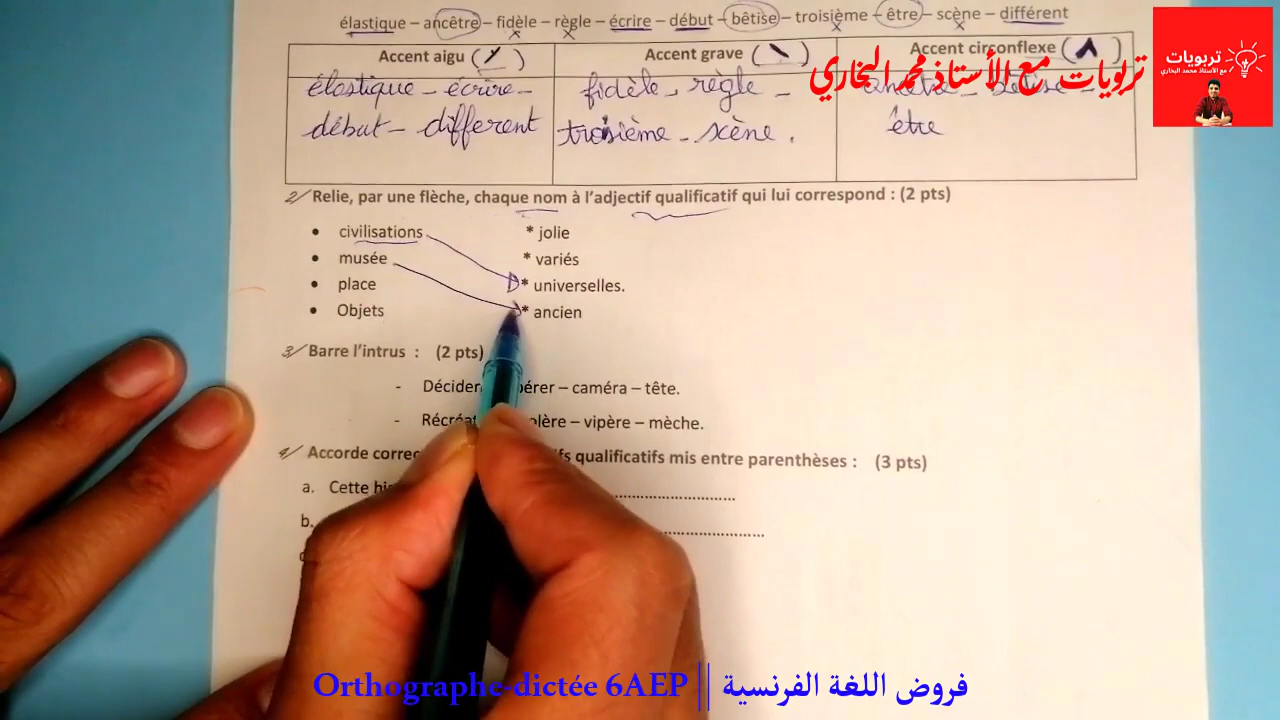 élastique – ancêtre – fidèle – règle – écrire – début – bêtise – troisième – être – scène – différent
Accent aigu ( / ) Accent grave ( \ ) Accent circonflexe ( ʌ )
élastique - écrire - fidèle - règle -
début - différent troisième - scène. être
2/ Relie, par une flèche, chaque nom à l'adjectif qualificatif qui lui correspond : (2 pts)
• civilisations * jolie
• musée * variés
• place * universelles.
• Objets * ancien
3/ Barre l'intrus : (2 pts)
- Décider caméra – tête.
- vipère – mèche.
4/ Accorde qualificatifs mis entre parenthèses : (3 pts)
a. Cette
b.
تربويات مع الأستاذ محمد البخاري
تربويات
مع الأستاذ محمد البخاري
Orthographe-dictée 6AEP || فروض اللغة الفرنسية